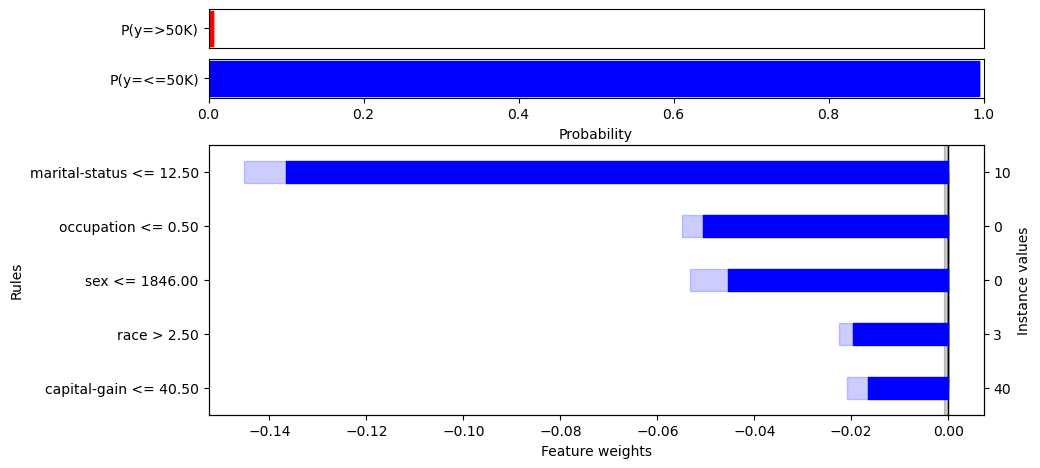 P(y=>50K)
P(y=<=50K)
0.0 0.2 0.4 0.6 0.8 1.0
Probability
marital-status <= 12.50 10
occupation <= 0.50 0
sex <= 1846.00 0
race > 2.50 3
capital-gain <= 40.50 40
Rules
Instance values
−0.14 −0.12 −0.10 −0.08 −0.06 −0.04 −0.02 0.00
Feature weights